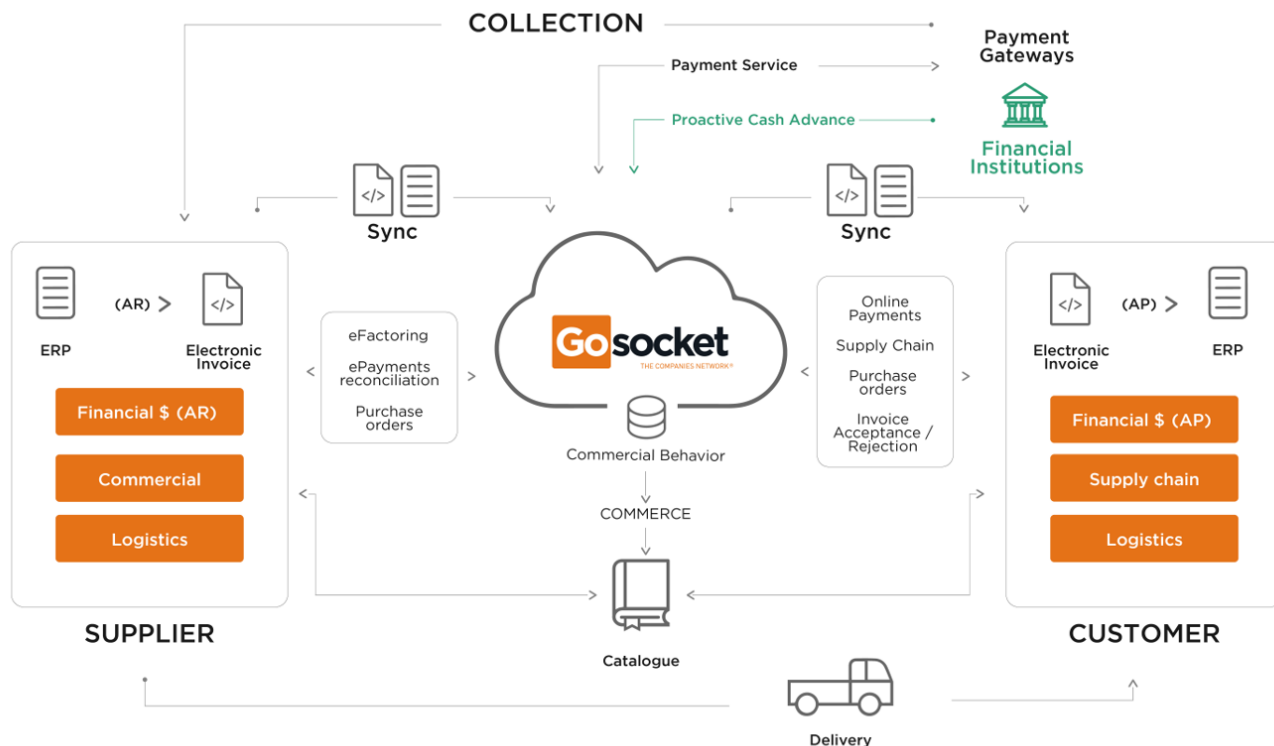 COLLECTION
Payment
Gateways
Payment Service
Proactive Cash Advance
Financial
Institutions
</>
Sync
</>
Sync
ERP
(AR) >
</>
Electronic
Invoice
Financial $ (AR)
Commercial
Logistics
SUPPLIER
eFactoring
ePayments
reconciliation
Purchase
orders
Gosocket
THE COMPANIES NETWORK®
Commercial Behavior
COMMERCE
Catalogue
Online
Payments
Supply Chain
Purchase
orders
Invoice
Acceptance /
Rejection
</>
Electronic
Invoice
(AP) >
ERP
Financial $ (AP)
Supply chain
Logistics
CUSTOMER
Delivery